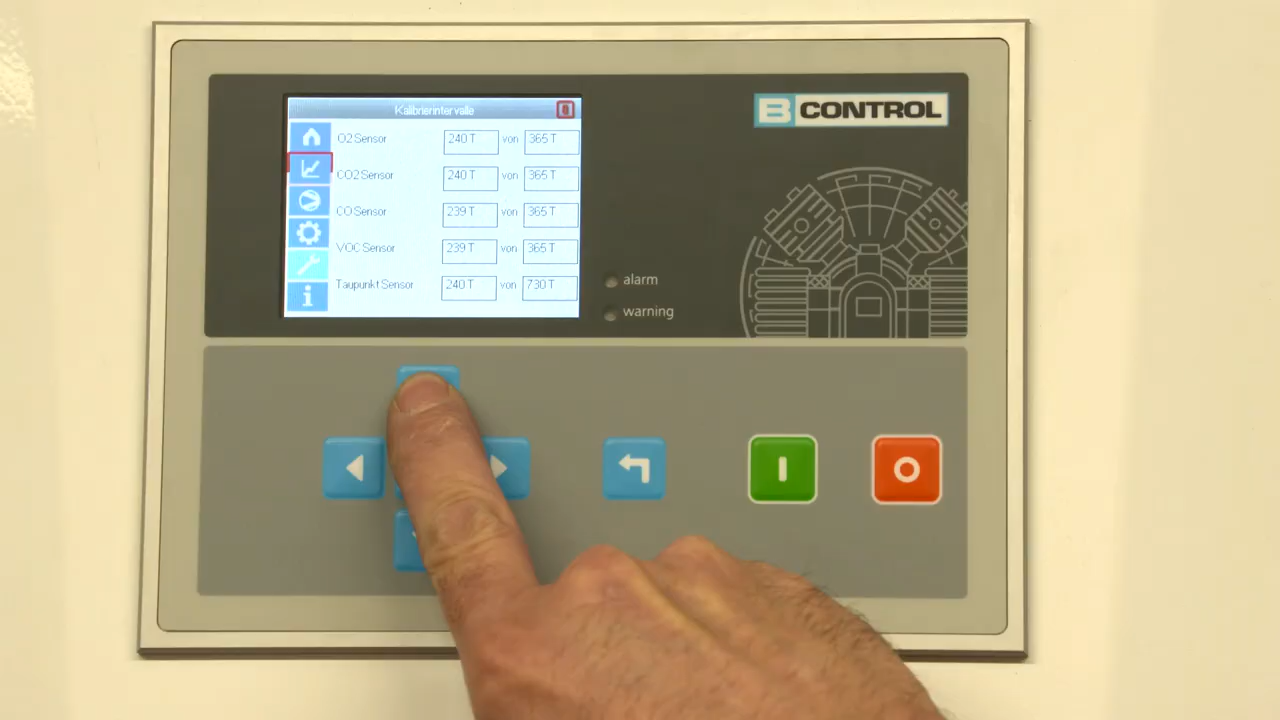 Kalibrierintervalle
O2 Sensor 240 T von 365 T
CO2 Sensor 240 T von 365 T
CO Sensor 239 T von 365 T
VOC Sensor 239 T von 365 T
Taupunkt Sensor 240 T von 730 T
B CONTROL
alarm
warning